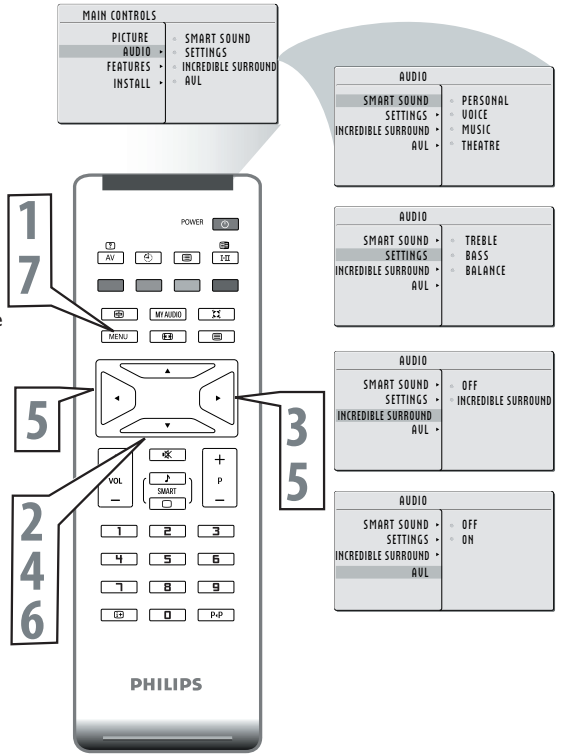 MAIN CONTROLS
PICTURE
AUDIO
FEATURES
INSTALL
SMART SOUND
SETTINGS
INCREDIBLE SURROUND
AVL
AUDIO
SMART SOUND
SETTINGS
INCREDIBLE SURROUND
AVL
PERSONAL
VOICE
MUSIC
THEATRE
AUDIO
SMART SOUND
SETTINGS
INCREDIBLE SURROUND
AVL
TREBLE
BASS
BALANCE
AUDIO
SMART SOUND
SETTINGS
INCREDIBLE SURROUND
AVL
OFF
INCREDIBLE SURROUND
AUDIO
SMART SOUND
SETTINGS
INCREDIBLE SURROUND
AVL
OFF
ON
1
7
5
2
4
6
3
5
e
POWER
?
AV
I-II
MY AUDIO
MENU
VOL
SMART
+
P
–
–
1 2 3
4 5 6
7 8 9
i+ 0 P•P
PHILIPS